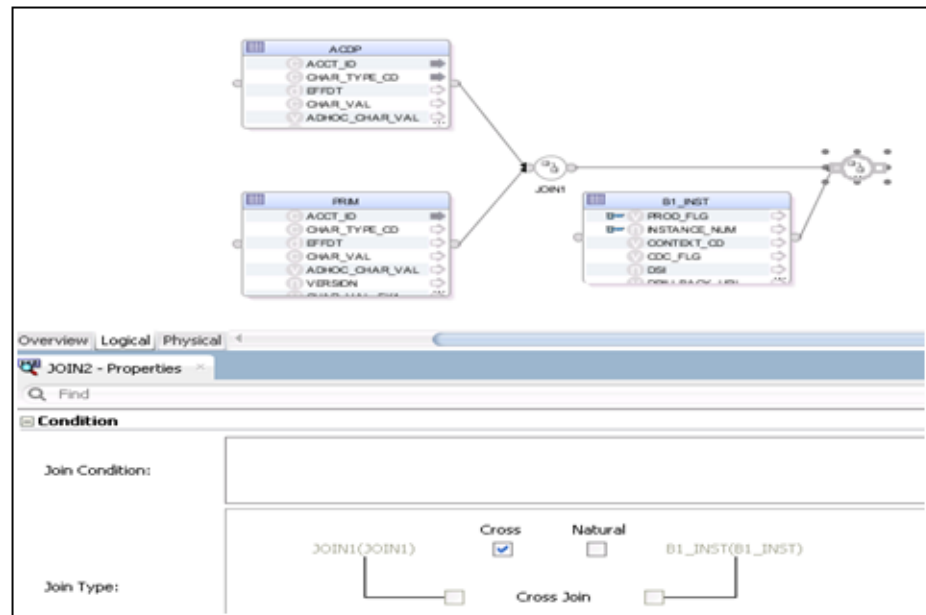 ACDP
ACCT_ID
CHAR_TYPE_CD
EFFDT
CHAR_VAL
ADHOC_CHAR_VAL
JOIN1
PRIM
ACCT_ID
CHAR_TYPE_CD
EFFDT
CHAR_VAL
ADHOC_CHAR_VAL
VERSION
B1_INST
PROD_FLG
INSTANCE_NUM
CONTEXT_CD
CDC_FLG
DSI
Overview Logical Physical
JOIN2 - Properties
Find
Condition
Join Condition:
Cross Natural
JOIN1(JOIN1) B1_INST(B1_INST)
Join Type:
Cross Join